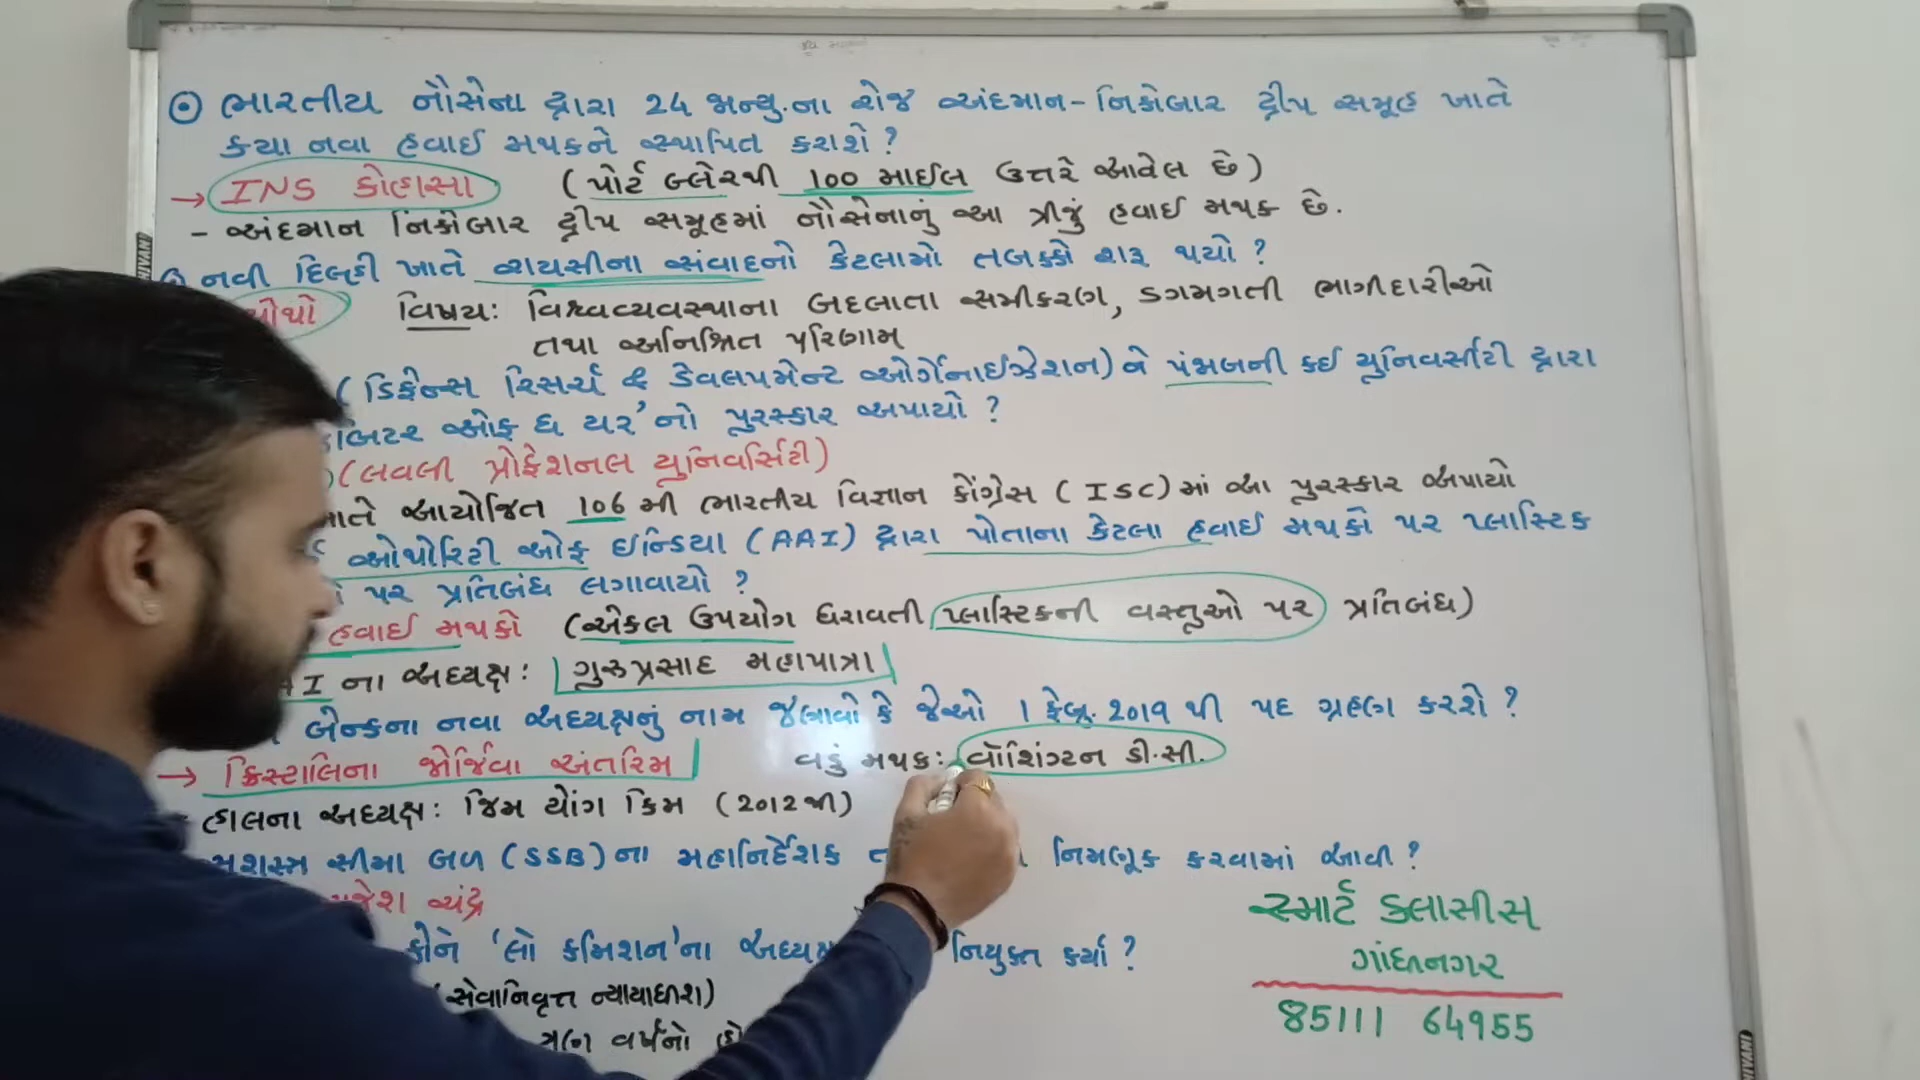 ભારતીય નૌસેના દ્વારા 24 જાન્યુ.ના રોજ અંદમાન-નિકોબાર દ્વીપ સમૂહ ખાતે
કયા નવા હવાઈ મથકને સ્થાપિત કરાશે?
→ INS કોહાસા (પોર્ટ બ્લેરથી 100 માઈલ ઉત્તરે આવેલ છે)
- અંદમાન નિકોબાર દ્વીપ સમૂહમાં નૌસેનાનું આ ત્રીજું હવાઈ મથક છે.
નવી દિલ્હી ખાતે રાયસીના સંવાદનો કેટલામો તબક્કો શરૂ થયો?
ચોથો વિષય: વિશ્વવ્યવસ્થાના બદલાતા સમીકરણ, ડગમગતી ભાગીદારીઓ
તથા અનિશ્ચિત પરિણામ
(ડિફેન્સ રિસર્ચ & ડેવલપમેન્ટ ઓર્ગેનાઈઝેશન) એ પંજાબની કઈ યુનિવર્સીટી દ્વારા
ઓફ ધ યર'નો પુરસ્કાર અપાયો?
(લવલી પ્રોફેશનલ યુનિવર્સિટી)
આયોજિત 106 મી ભારતીય વિજ્ઞાન કોંગ્રેસ (ISC)માં આ પુરસ્કાર અપાયો
ઓથોરિટી ઓફ ઇન્ડિયા (AAI) દ્વારા પોતાના કેટલા હવાઈ મથકો પર પ્લાસ્ટિક
પર પ્રતિબંધ લગાવાયો?
હવાઈ મથકો (એકલ ઉપયોગ ધરાવતી પ્લાસ્ટિકની વસ્તુઓ પર પ્રતિબંધ)
ના અધ્યક્ષ: ગુરુપ્રસાદ મહાપાત્રા
બેન્કના નવા અધ્યક્ષનું નામ જણાવો કે જેઓ 1 ફેબ્રુ. 2019 થી પદ ગ્રહણ કરશે?
→ ક્રિસ્ટાલિના જોર્જિવા અંતરિમ વડું મથક: વૉશિંગ્ટન ડી.સી.
હાલના અધ્યક્ષ: જિમ યોંગ કિમ (2012થી)
સશસ્ત્ર સીમા બળ (SSB)ના મહાનિર્દેશક નિમણૂક કરવામાં આવી?
ચંદ્ર
કોને 'લો કમિશન'ના નિયુક્ત કર્યા?
(સેવાનિવૃત્ત ન્યાયાધીશ)
ત્રણ વર્ષનો
સ્માર્ટ ક્લાસીસ
ગાંધીનગર
85111 64955